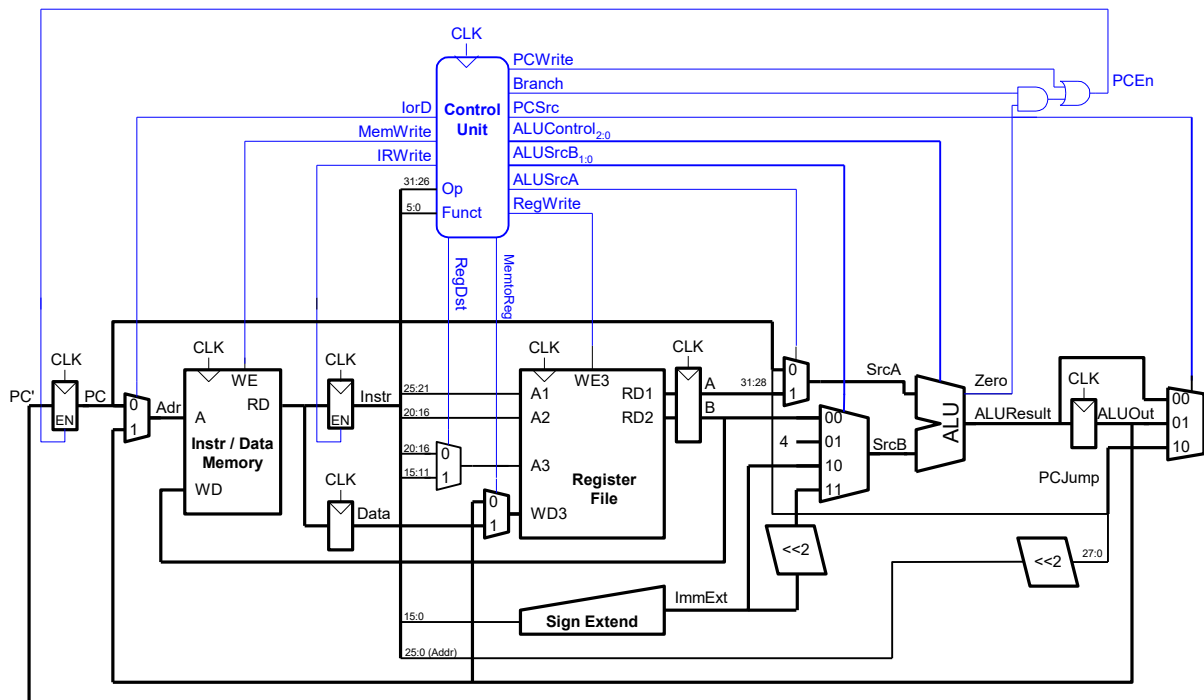 CLK
PCWrite
Branch
PCEn
IorD
Control
Unit
PCSrc
MemWrite
ALUControl2:0
IRWrite
ALUSrcB1:0
31:26
Op
ALUSrcA
5:0
Funct
RegWrite
RegDst
MemtoReg
CLK
CLK
CLK
CLK
CLK
PC'
EN
PC
0
1
Adr
WE
A
RD
Instr / Data
Memory
WD
EN
Instr
CLK
Data
25:21
20:16
20:16
15:11
0
1
0
1
WE3
A1
A2
A3
WD3
RD1
RD2
Register
File
A
B
31:28
0
1
SrcA
00
01
10
11
4
SrcB
ALU
Zero
ALUResult
CLK
ALUOut
00
01
10
PCJump
<<2
<<2
27:0
ImmExt
15:0
Sign Extend
25:0 (Addr)